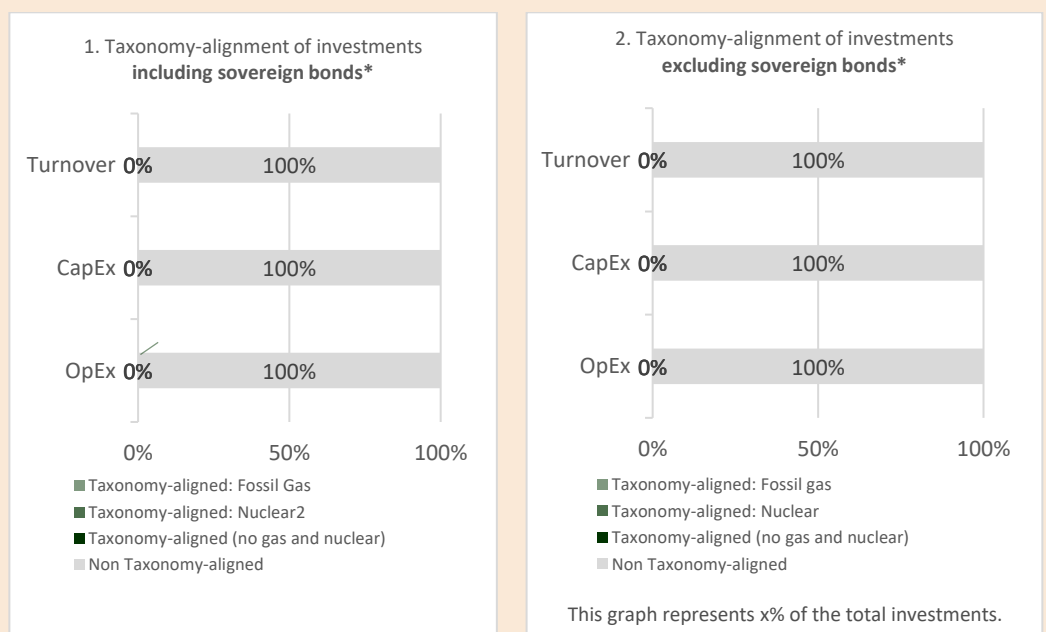 1. Taxonomy-alignment of investments
including sovereign bonds*
Turnover 0% 100%
CapEx 0% 100%
OpEx 0% 100%
0% 50% 100%
Taxonomy-aligned: Fossil Gas
Taxonomy-aligned: Nuclear2
Taxonomy-aligned (no gas and nuclear)
Non Taxonomy-aligned
2. Taxonomy-alignment of investments
excluding sovereign bonds*
Turnover 0% 100%
CapEx 0% 100%
OpEx 0% 100%
0% 50% 100%
Taxonomy-aligned: Fossil gas
Taxonomy-aligned: Nuclear
Taxonomy-aligned (no gas and nuclear)
Non Taxonomy-aligned
This graph represents x% of the total investments.